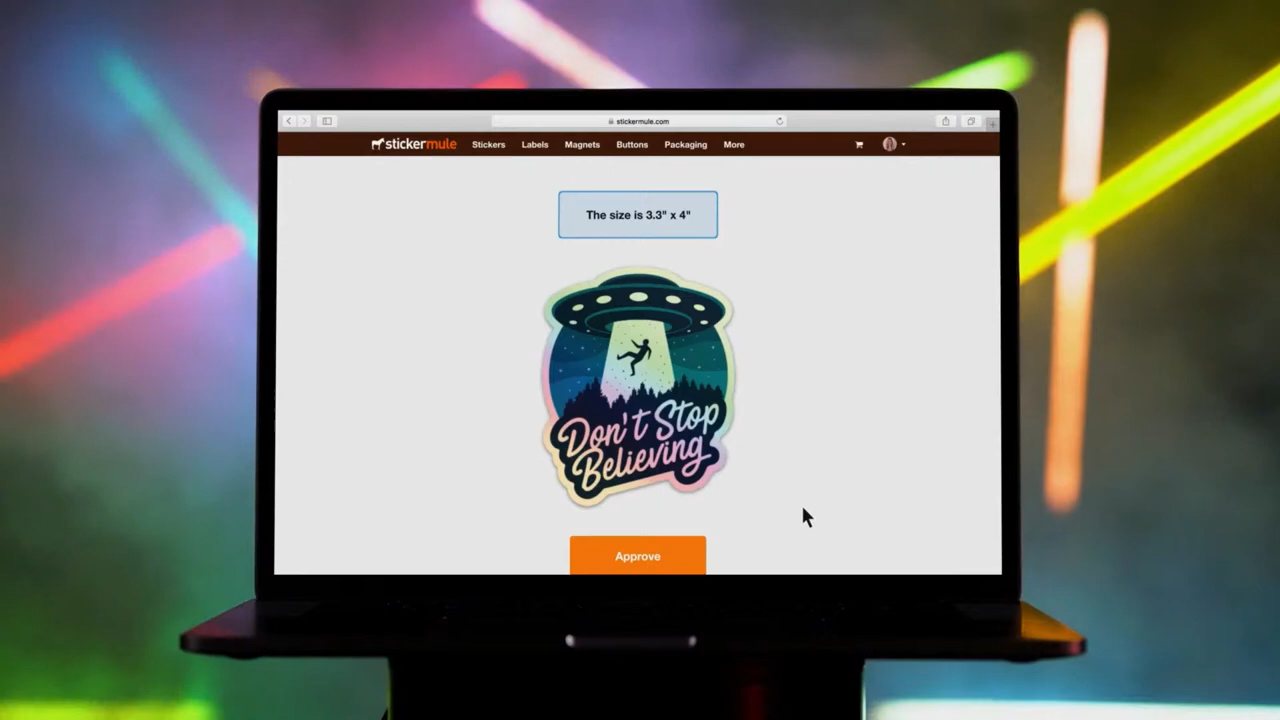 stickermule.com
stickermule Stickers Labels Magnets Buttons Packaging More
The size is 3.3" x 4"
Don't Stop
Believing
Approve